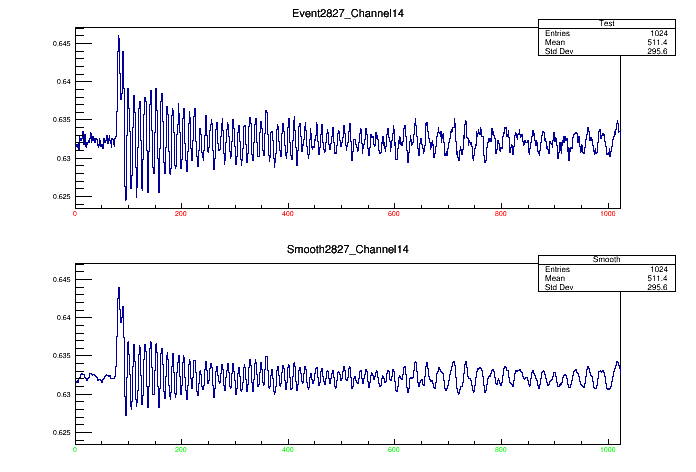 Event2827_Channel14
Test
Entries 1024
Mean 511.4
Std Dev 295.6
0.645
0.64
0.635
0.63
0.625
0 200 400 600 800 1000
Smooth2827_Channel14
Smooth
Entries 1024
Mean 511.4
Std Dev 295.6
0.645
0.64
0.635
0.63
0.625
0 200 400 600 800 1000